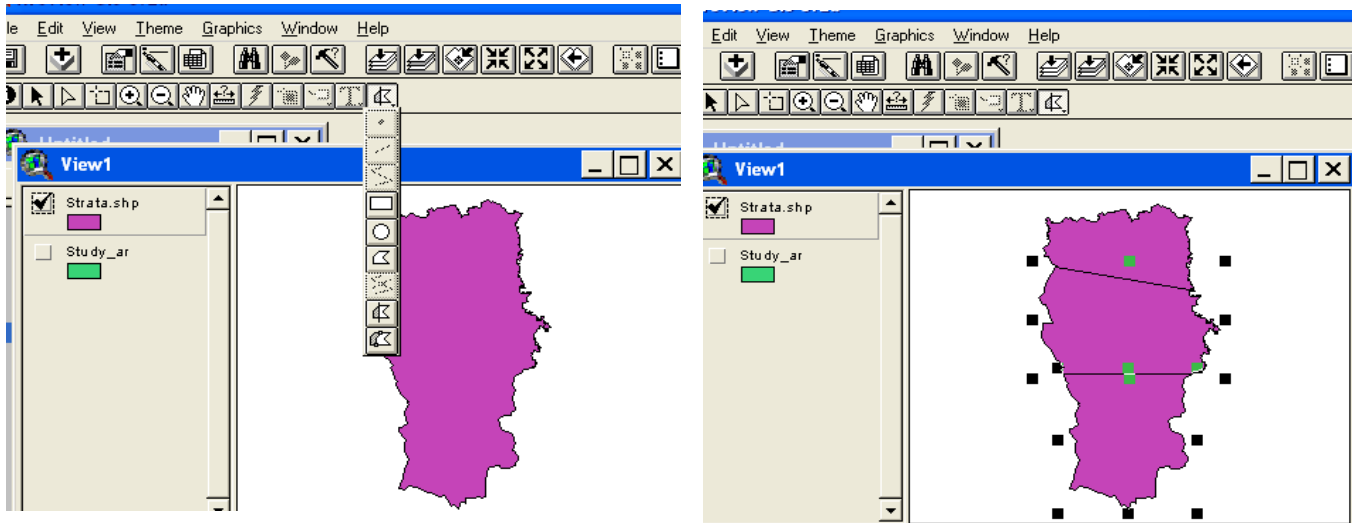 le Edit View Theme Graphics Window Help
View1
Strata.shp
Study_ar
Edit View Theme Graphics Window Help
View1
Strata.shp
Study_ar